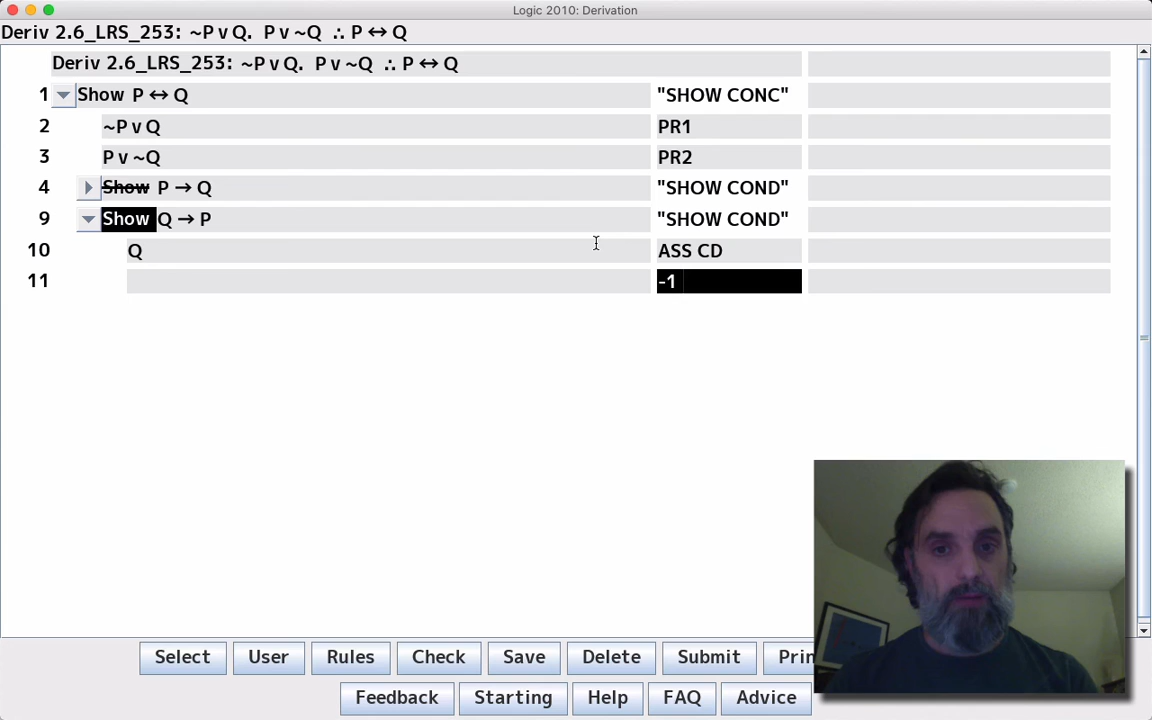 Logic 2010: Derivation
Deriv 2.6_LRS_253: ~P v Q.  P v ~Q  ∴ P ↔ Q
Deriv 2.6_LRS_253: ~P v Q.  P v ~Q  ∴ P ↔ Q
1 Show P ↔ Q "SHOW CONC"
2 ~P v Q PR1
3 P v ~Q PR2
4 Show P → Q "SHOW COND"
9 Show Q → P "SHOW COND"
10 Q ASS CD
11 -1
Select User Rules Check Save Delete Submit Prin
Feedback Starting Help FAQ Advice